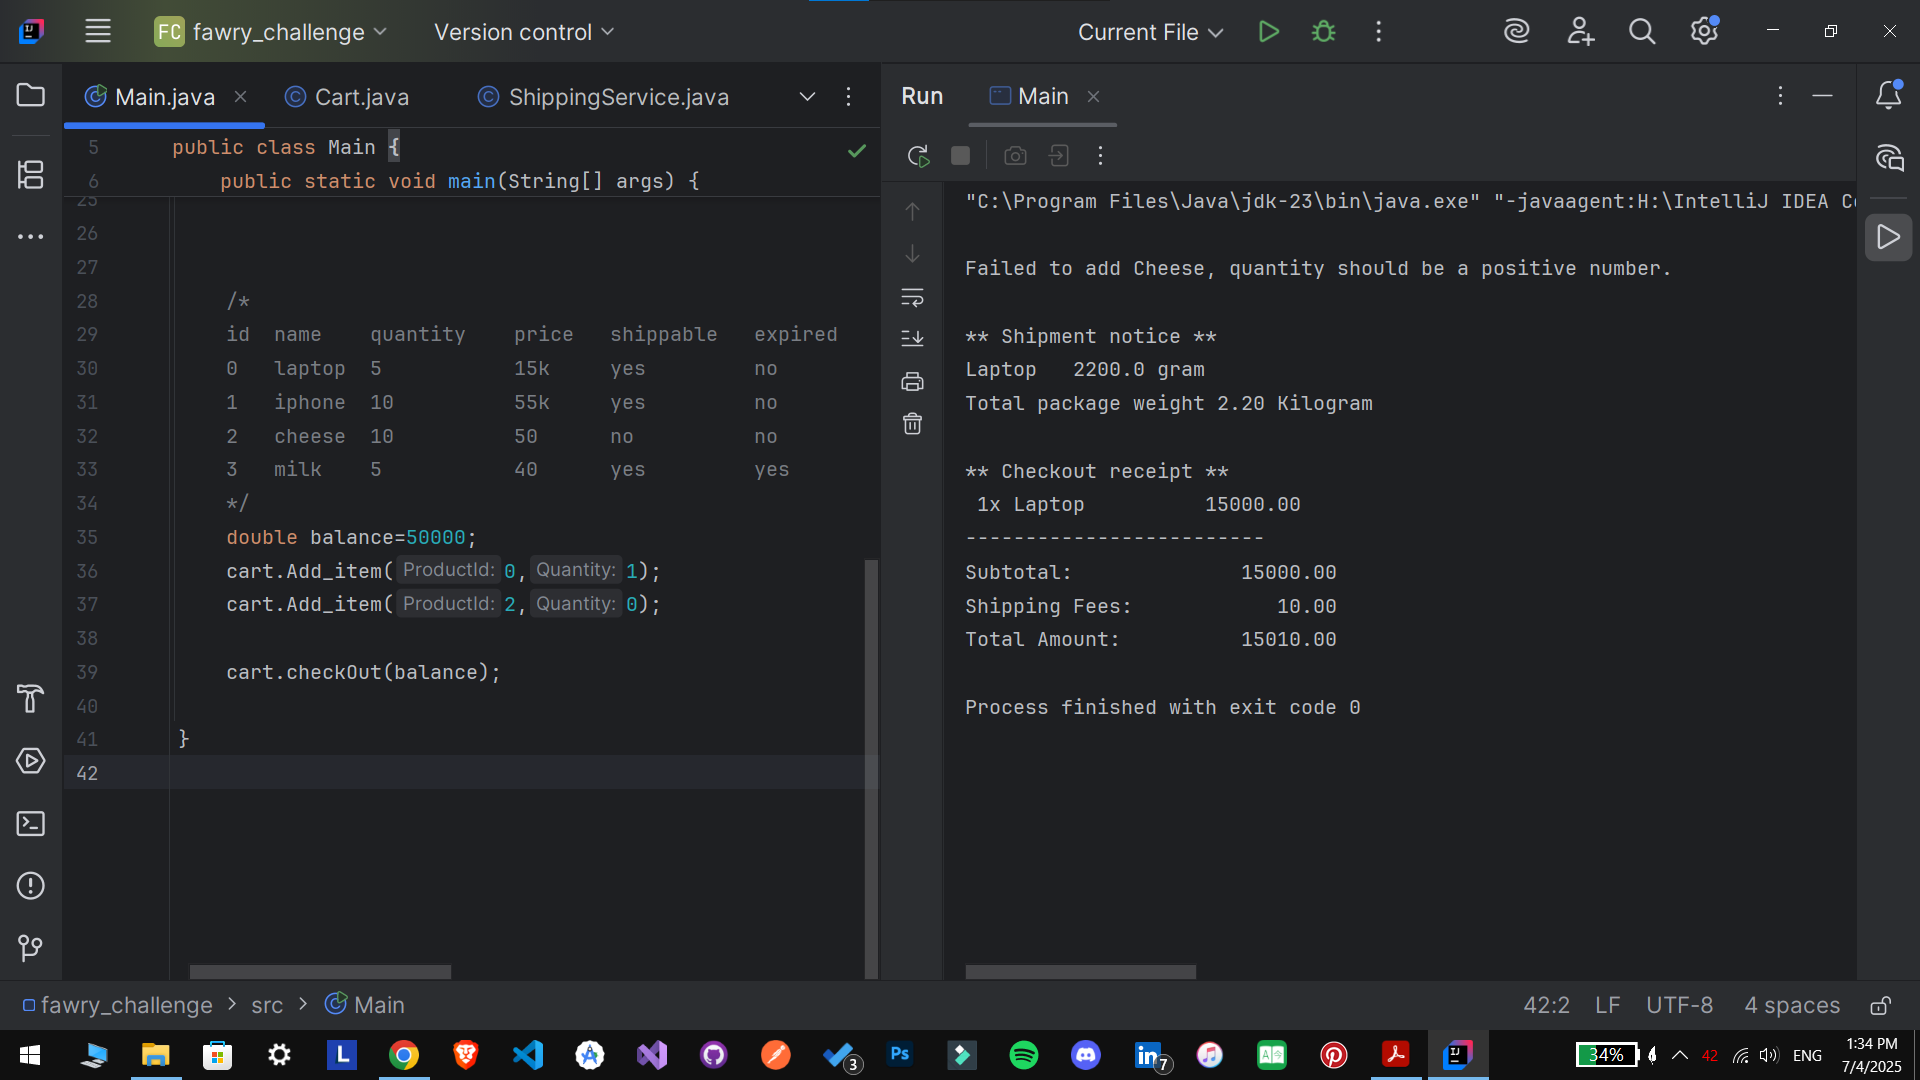 FC fawry_challenge Version control Current File
Main.java Cart.java ShippingService.java Run Main
5 public class Main {
6 public static void main(String[] args) {
25
26
27
28 /*
29 id name quantity price shippable expired
30 0 laptop 5 15k yes no
31 1 iphone 10 55k yes no
32 2 cheese 10 50 no no
33 3 milk 5 40 yes yes
34 */
35 double balance=50000;
36 cart.Add_item( ProductId: 0, Quantity: 1);
37 cart.Add_item( ProductId: 2, Quantity: 0);
38
39 cart.checkOut(balance);
40
41 }
42
"C:\Program Files\Java\jdk-23\bin\java.exe" "-javaagent:H:\IntelliJ IDEA C
Failed to add Cheese, quantity should be a positive number.
** Shipment notice **
Laptop 2200.0 gram
Total package weight 2.20 Kilogram
** Checkout receipt **
1x Laptop 15000.00
-------------------------
Subtotal: 15000.00
Shipping Fees: 10.00
Total Amount: 15010.00
Process finished with exit code 0
fawry_challenge > src > Main 42:2 LF UTF-8 4 spaces
L Ps 3 in 7 IJ 34% 42 ENG 1:34 PM
7/4/2025